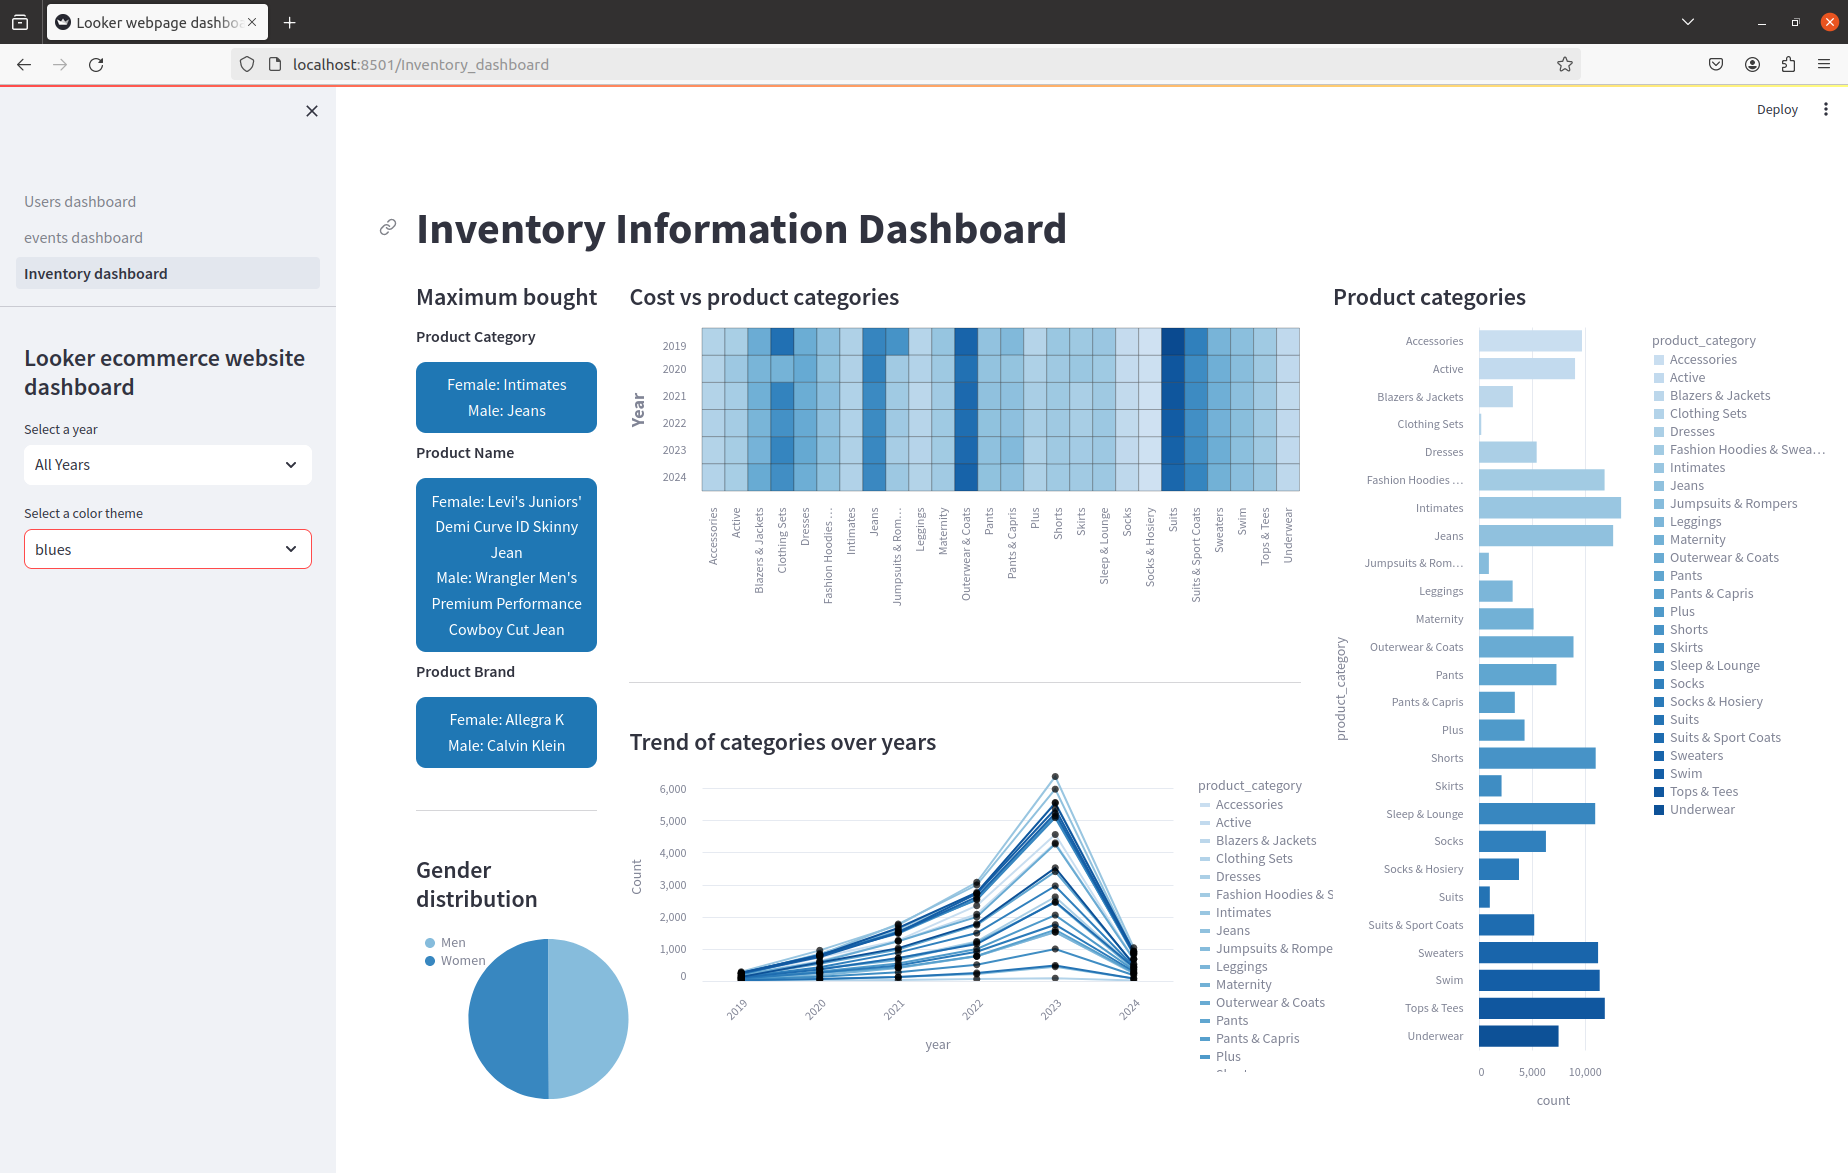 Looker webpage dashbo
localhost:8501/Inventory_dashboard
Deploy
Users dashboard
events dashboard
Inventory dashboard
Looker ecommerce website
dashboard
Select a year
All Years
Select a color theme
blues
Inventory Information Dashboard
Maximum bought
Product Category
Female: Intimates
Male: Jeans
Product Name
Female: Levi's Juniors'
Demi Curve ID Skinny
Jean
Male: Wrangler Men's
Premium Performance
Cowboy Cut Jean
Product Brand
Female: Allegra K
Male: Calvin Klein
Gender
distribution
Men
Women
Cost vs product categories
Year
2019
2020
2021
2022
2023
2024
Accessories
Active
Blazers & Jackets
Clothing Sets
Dresses
Fashion Hoodies …
Intimates
Jeans
Jumpsuits & Rom…
Leggings
Maternity
Outerwear & Coats
Pants
Pants & Capris
Plus
Shorts
Skirts
Sleep & Lounge
Socks
Socks & Hosiery
Suits
Suits & Sport Coats
Sweaters
Swim
Tops & Tees
Underwear
Trend of categories over years
Count
6,000
5,000
4,000
3,000
2,000
1,000
0
2019
2020
2021
2022
2023
2024
year
product_category
Accessories
Active
Blazers & Jackets
Clothing Sets
Dresses
Fashion Hoodies & S
Intimates
Jeans
Jumpsuits & Rompe
Leggings
Maternity
Outerwear & Coats
Pants
Pants & Capris
Plus
Product categories
product_category
Accessories
Active
Blazers & Jackets
Clothing Sets
Dresses
Fashion Hoodies …
Intimates
Jeans
Jumpsuits & Rom…
Leggings
Maternity
Outerwear & Coats
Pants
Pants & Capris
Plus
Shorts
Skirts
Sleep & Lounge
Socks
Socks & Hosiery
Suits
Suits & Sport Coats
Sweaters
Swim
Tops & Tees
Underwear
0
5,000
10,000
count
product_category
Accessories
Active
Blazers & Jackets
Clothing Sets
Dresses
Fashion Hoodies & Swea…
Intimates
Jeans
Jumpsuits & Rompers
Leggings
Maternity
Outerwear & Coats
Pants
Pants & Capris
Plus
Shorts
Skirts
Sleep & Lounge
Socks
Socks & Hosiery
Suits
Suits & Sport Coats
Sweaters
Swim
Tops & Tees
Underwear